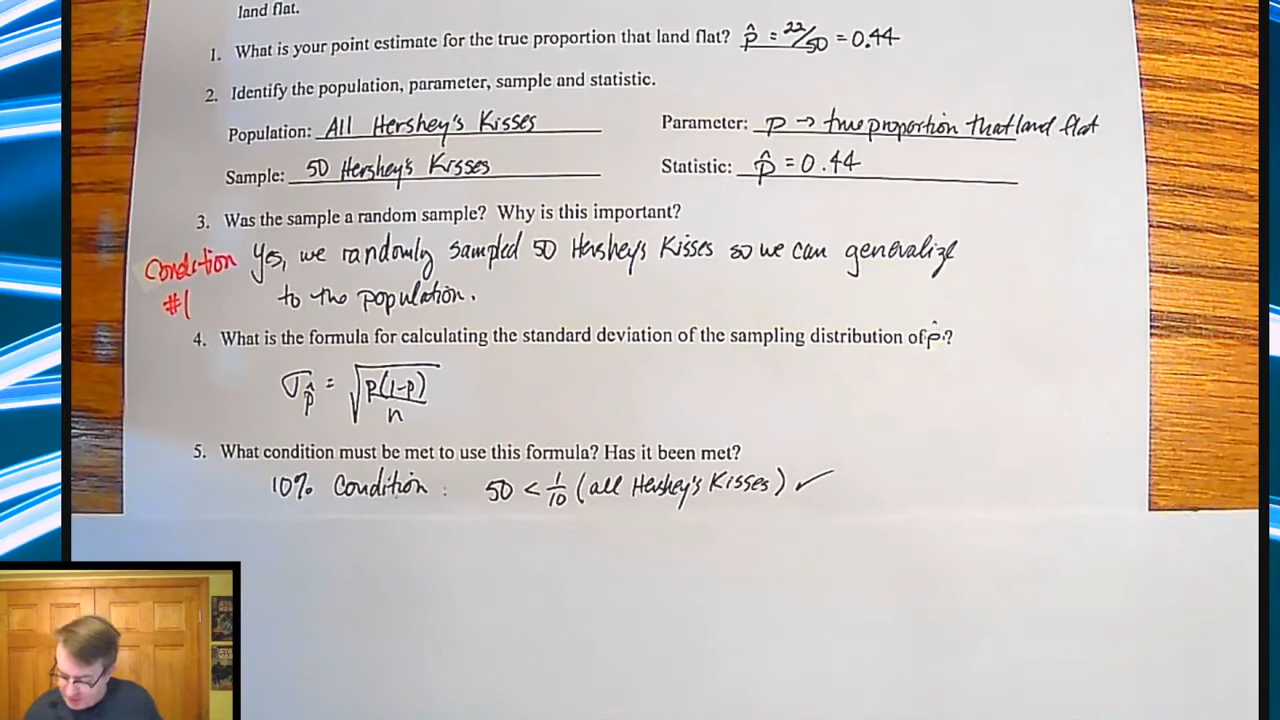 land flat.
1. What is your point estimate for the true proportion that land flat? p̂ = 22/50 = 0.44
2. Identify the population, parameter, sample and statistic.
Population: All Hershey's Kisses Parameter: p → true proportion that land flat
Sample: 50 Hershey's Kisses Statistic: p̂ = 0.44
3. Was the sample a random sample? Why is this important?
Condition Yes, we randomly sampled 50 Hershey's Kisses so we can generalize
#1 to the population.
4. What is the formula for calculating the standard deviation of the sampling distribution of p̂?
σp̂ = √(p(1-p)/n)
5. What condition must be met to use this formula? Has it been met?
10% Condition: 50 < 1/10 (all Hershey's Kisses) ✓
STAR WARS
STAR WARS